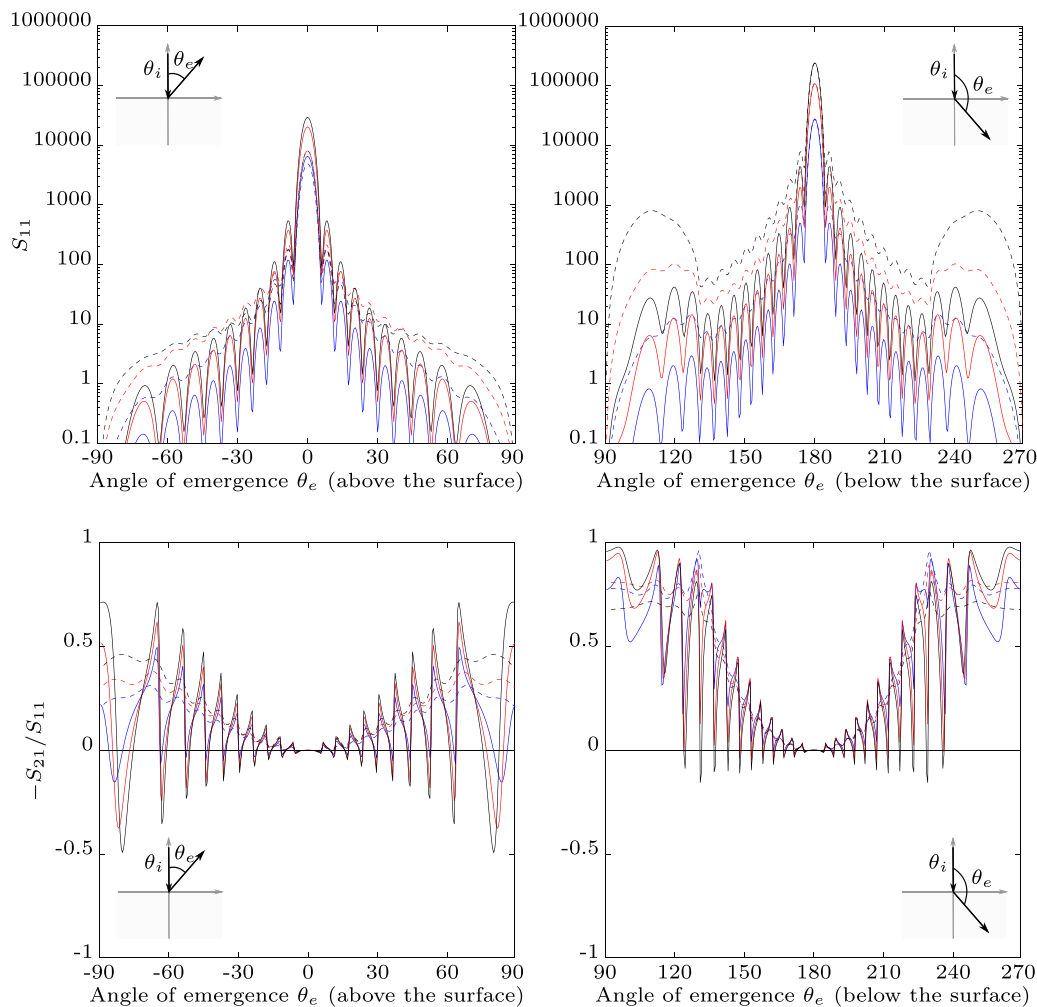 1000000
100000
10000
1000
100
10
1
0.1
S11
-90 -60 -30 0 30 60 90
Angle of emergence θe (above the surface)
θi θe
1000000
100000
10000
1000
100
10
1
0.1
90 120 150 180 210 240 270
Angle of emergence θe (below the surface)
θi θe
1
0.5
0
-0.5
-1
−S21/S11
-90 -60 -30 0 30 60 90
Angle of emergence θe (above the surface)
θi θe
1
0.5
0
-0.5
-1
90 120 150 180 210 240 270
Angle of emergence θe (below the surface)
θi θe